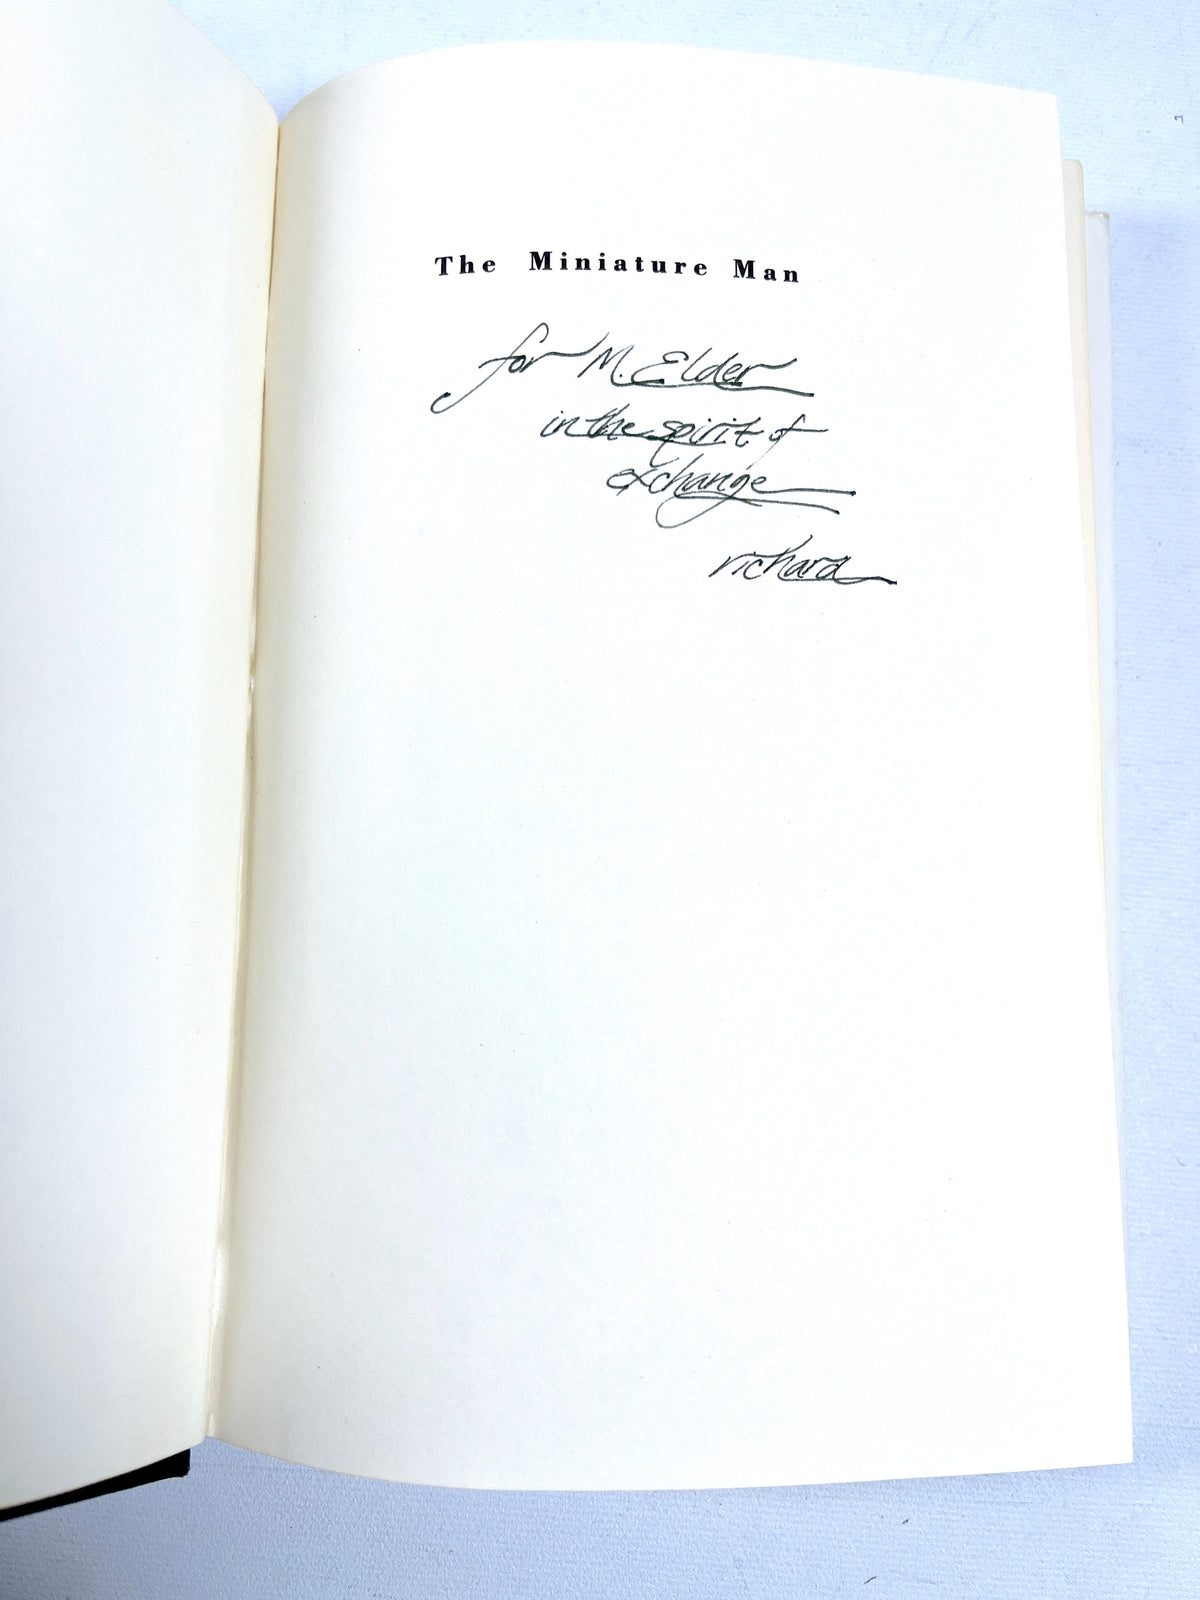 The Miniature Man
for M. Elder
in the spirit of
exchange
richard